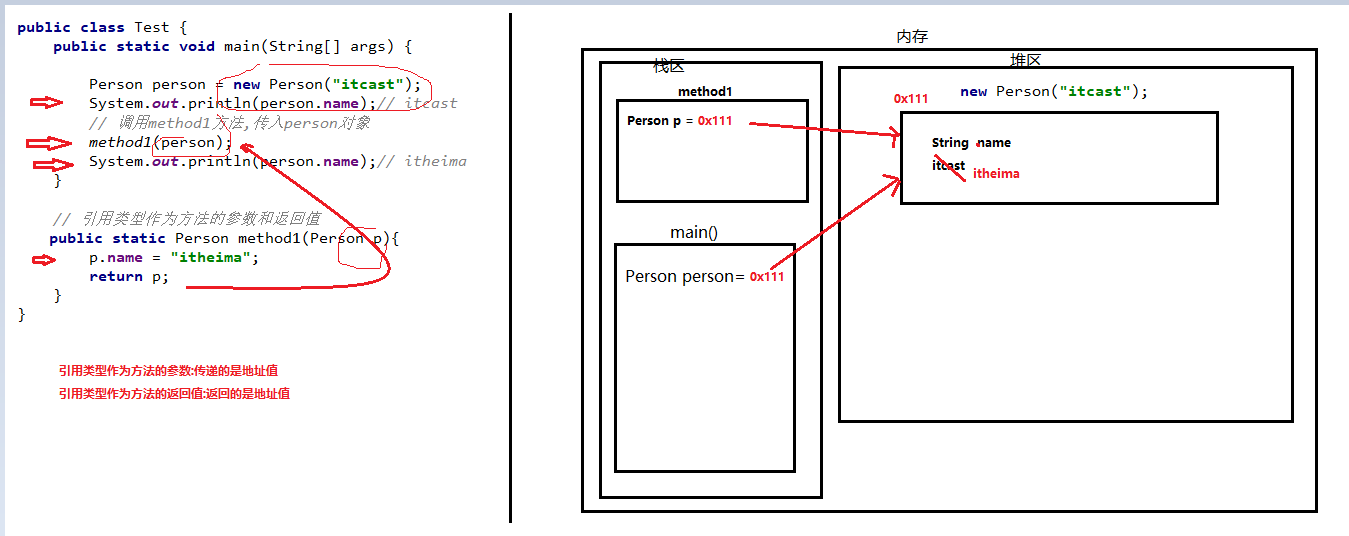 public class Test {
public static void main(String[] args) {
Person person = new Person("itcast");
System.out.println(person.name);// itcast
// 调用method1方法,传入person对象
method1(person);
System.out.println(person.name);// itheima
}
// 引用类型作为方法的参数和返回值
public static Person method1(Person p){
p.name = "itheima";
return p;
}
}
引用类型作为方法的参数:传递的是地址值
引用类型作为方法的返回值:返回的是地址值
内存
栈区
method1
Person p = 0x111
main()
Person person= 0x111
堆区
new Person("itcast");
0x111
String name
itcast
itheima